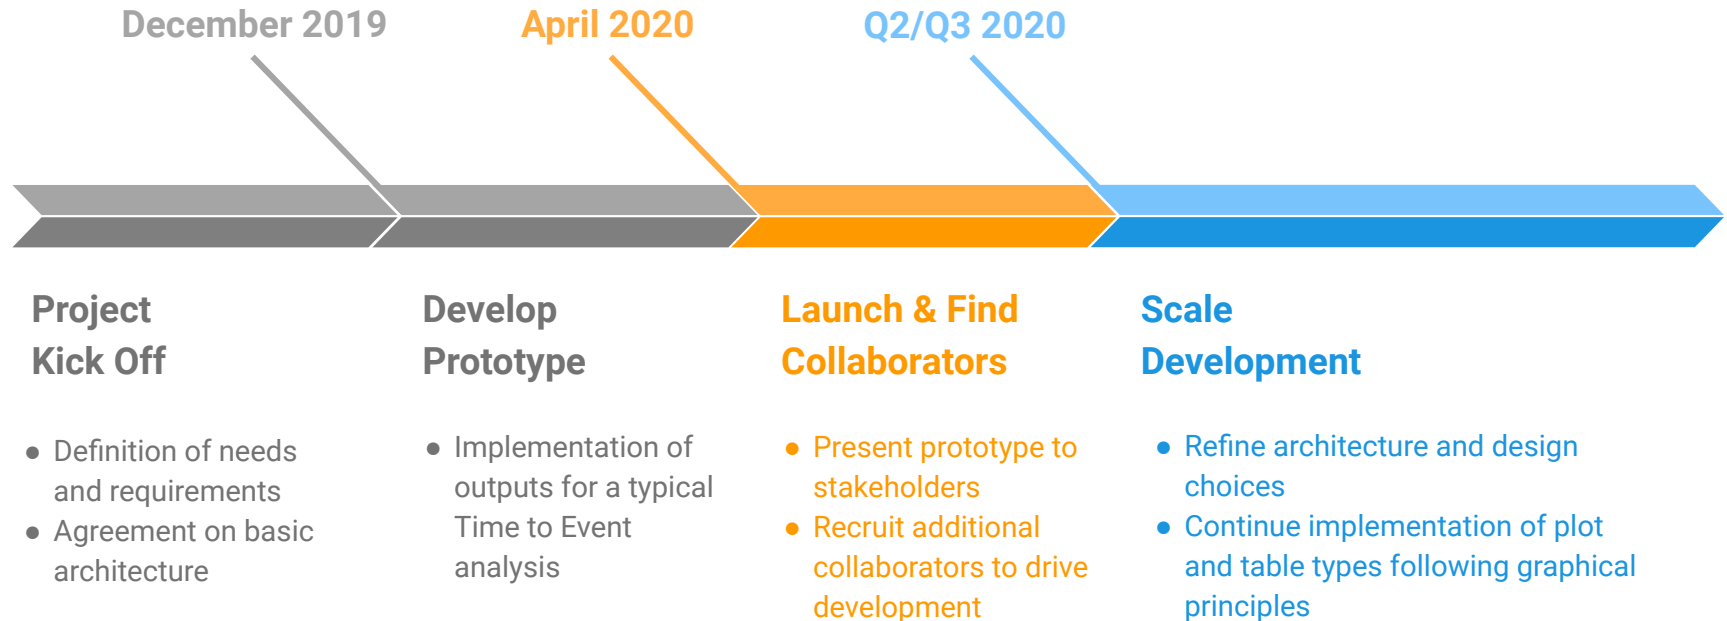 December 2019
April 2020
Q2/Q3 2020
Project
Kick Off
● Definition of needs
and requirements
● Agreement on basic
architecture
Develop
Prototype
● Implementation of
outputs for a typical
Time to Event
analysis
Launch & Find
Collaborators
● Present prototype to
stakeholders
● Recruit additional
collaborators to drive
development
Scale
Development
● Refine architecture and design
choices
● Continue implementation of plot
and table types following graphical
principles